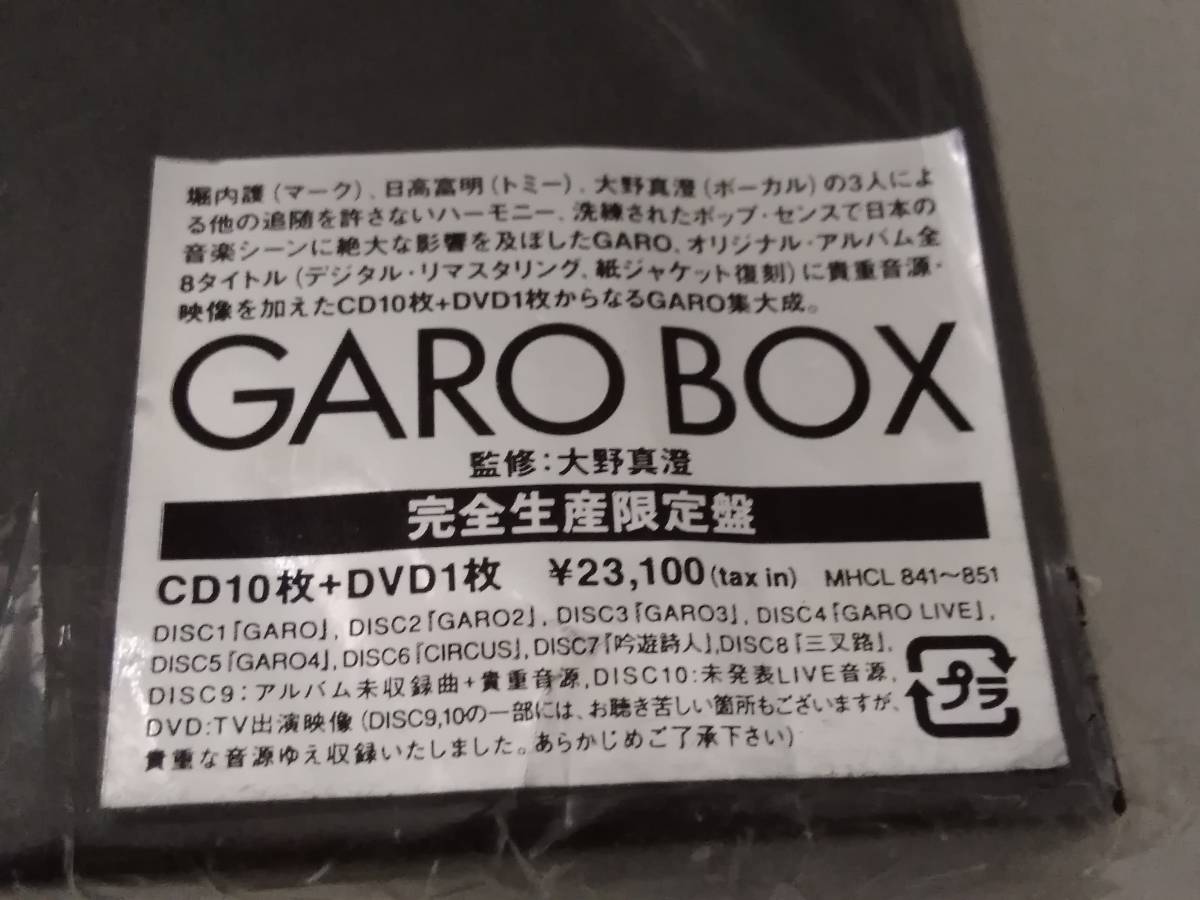 堀内護(マーク)、日高富明(トミー)、大野真澄(ボーカル)の3人によ
る他の追随を許さないハーモニー、洗練されたポップ・センスで日本の
音楽シーンに絶大な影響を及ぼしたGARO、オリジナル・アルバム全
8タイトル(デジタル・リマスタリング、紙ジャケット復刻)に貴重音源・
映像を加えたCD10枚+DVD1枚からなるGARO集大成。
GARO BOX
監修:大野真澄
完全生産限定盤
CD10枚+DVD1枚 ¥23,100(tax in) MHCL 841〜851
DISC1「GARO」, DISC2「GARO2」, DISC3「GARO3」, DISC4「GARO LIVE」,
DISC5「GARO4」, DISC6「CIRCUS」, DISC7「吟遊詩人」, DISC8「三叉路」,
DISC9:アルバム未収録曲+貴重音源, DISC10:未発表LIVE音源,
DVD:TV出演映像(DISC9,10の一部には、お聴き苦しい箇所もございますが、
貴重な音源ゆえ収録いたしました。あらかじめご了承下さい)
プラ